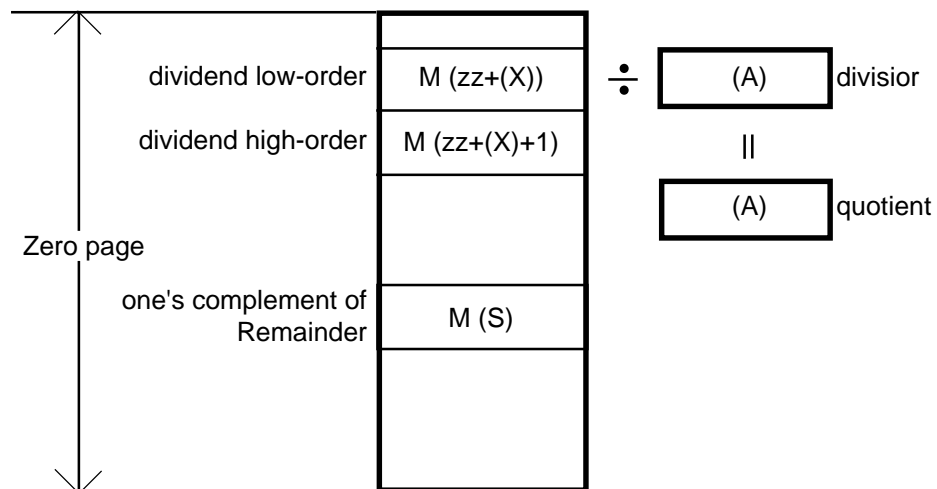 dividend low-order M (zz+(X)) ÷ (A) divisior
dividend high-order M (zz+(X)+1) =
(A) quotient
Zero page
one's complement of
Remainder M (S)